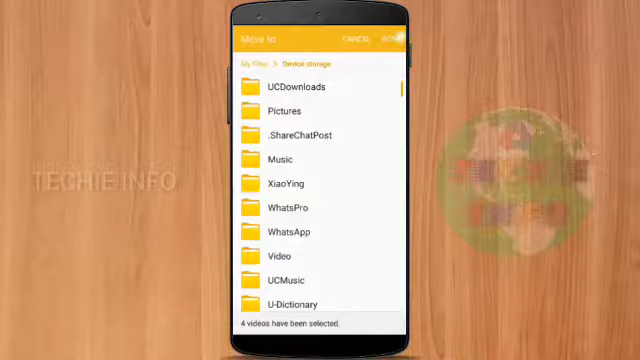 Move to
CANCEL
My Files > Device storage
UCDownloads
Pictures
.ShareChatPost
Music
XiaoYing
WhatsPro
WhatsApp
Video
UCMusic
U-Dictionary
4 videos have been selected.
TECHIE INFO